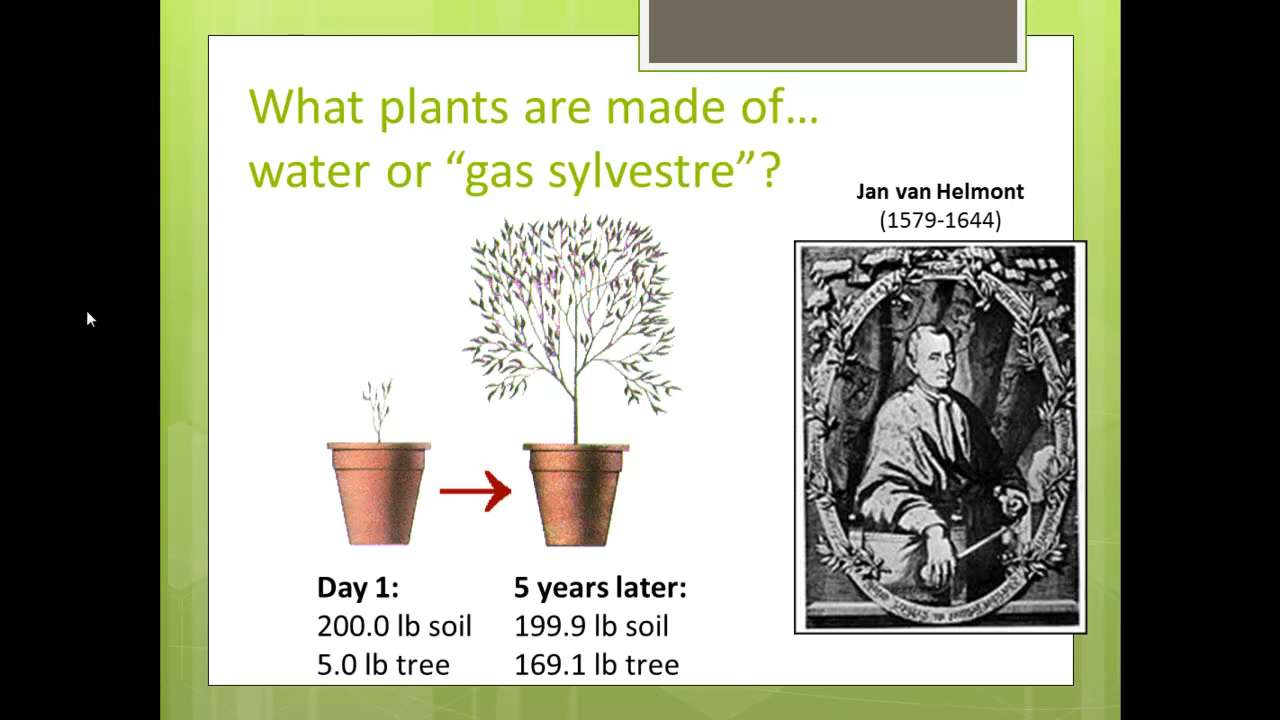 What plants are made of...
water or “gas sylvestre”?
Jan van Helmont
(1579-1644)
Day 1:
200.0 lb soil
5.0 lb tree
5 years later:
199.9 lb soil
169.1 lb tree